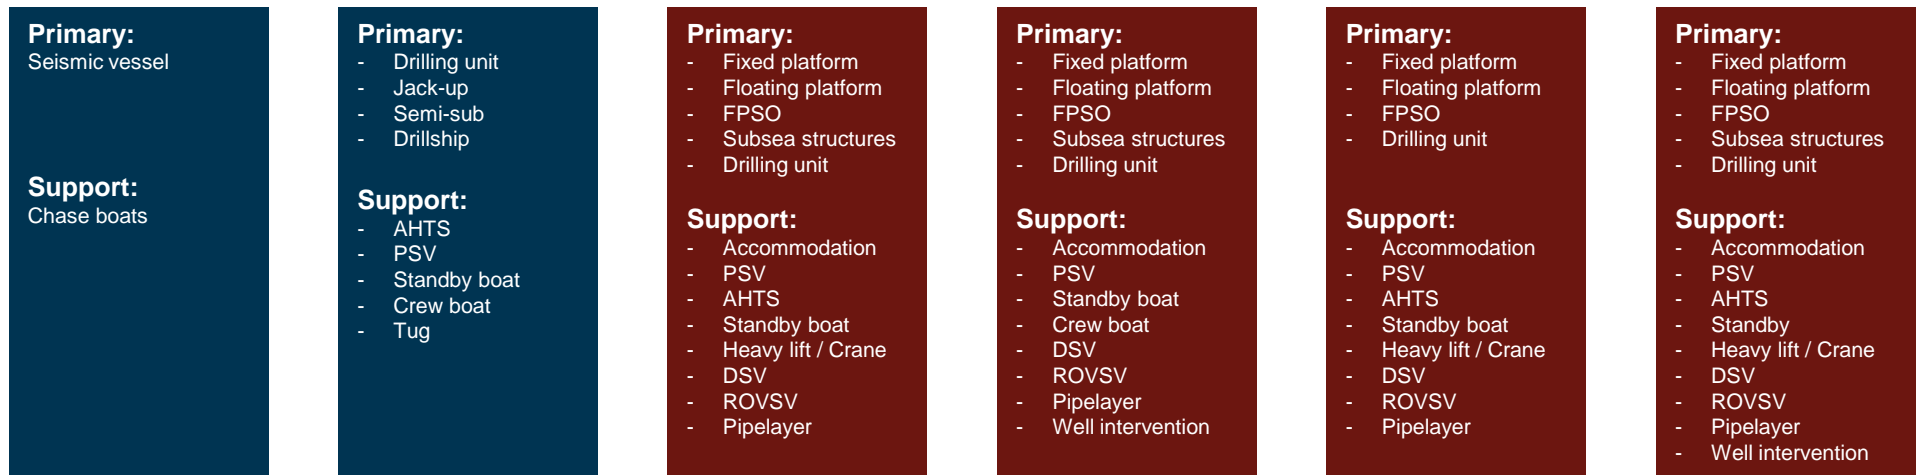 Primary:
Seismic vessel
Support:
Chase boats
Primary:
- Drilling unit
- Jack-up
- Semi-sub
- Drillship
Support:
- AHTS
- PSV
- Standby boat
- Crew boat
- Tug
Primary:
- Fixed platform
- Floating platform
- FPSO
- Subsea structures
- Drilling unit
Support:
- Accommodation
- PSV
- AHTS
- Standby boat
- Heavy lift / Crane
- DSV
- ROVSV
- Pipelayer
Primary:
- Fixed platform
- Floating platform
- FPSO
- Subsea structures
- Drilling unit
Support:
- Accommodation
- PSV
- Standby boat
- Crew boat
- DSV
- ROVSV
- Pipelayer
- Well intervention
Primary:
- Fixed platform
- Floating platform
- FPSO
- Drilling unit
Support:
- Accommodation
- PSV
- AHTS
- Standby boat
- Heavy lift / Crane
- DSV
- ROVSV
- Pipelayer
Primary:
- Fixed platform
- Floating platform
- FPSO
- Subsea structures
- Drilling unit
Support:
- Accommodation
- PSV
- AHTS
- Standby
- Heavy lift / Crane
- DSV
- ROVSV
- Pipelayer
- Well intervention